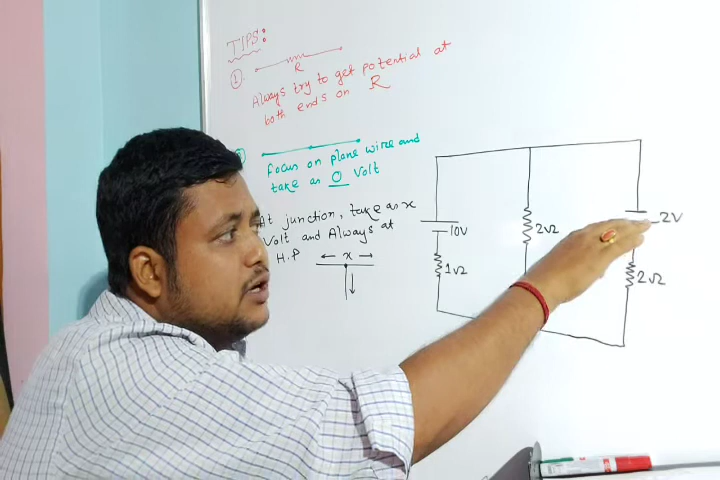 TIPS:
R
1. Always try to get potential at
both ends on R
Focus on plane wire and
take as 0 Volt
At junction, take as x
Volt and Always at
H.P
← x →
10V
1Ω
2Ω
2V
2Ω